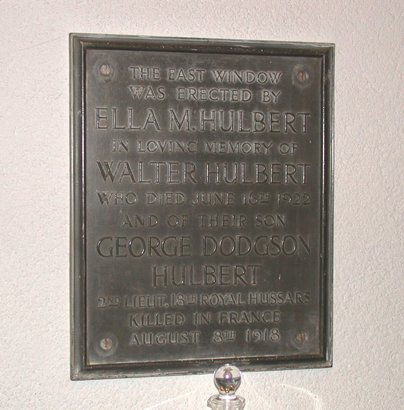 THE EAST WINDOW
WAS ERECTED BY
ELLA M. HULBERT
IN LOVING MEMORY OF
WALTER HULBERT
WHO DIED JUNE 16TH 1922
AND OF THEIR SON
GEORGE DODGSON
HULBERT
2ND LIEUT, 18TH ROYAL HUSSARS
KILLED IN FRANCE
AUGUST 8TH 1918